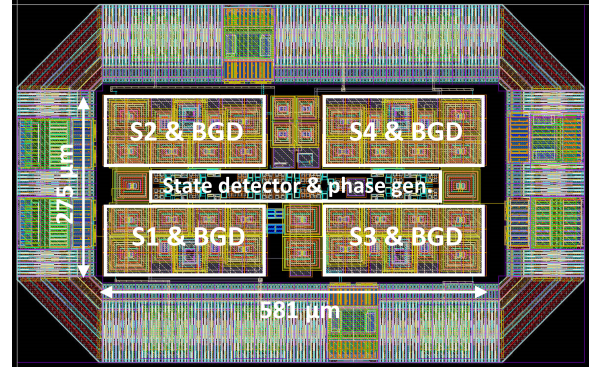 S2 & BGD
S4 & BGD
State detector & phase gen.
S1 & BGD
S3 & BGD
275 μm
581 μm